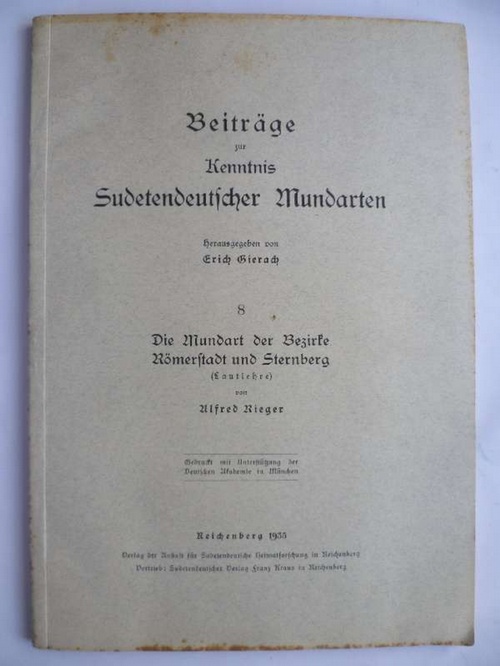 Beiträge
zur
Kenntnis
Sudetendeutscher Mundarten
Herausgegeben von
Erich Gierach
8
Die Mundart der Bezirke
Römerstadt und Sternberg
(Lautlehre)
von
Alfred Rieger
Gedruckt mit Unterstützung der
Deutschen Akademie in München
Reichenberg 1935
Verlag der Anstalt für Sudetendeutsche Heimatforschung in Reichenberg
Vertrieb: Sudetendeutscher Verlag Franz Kraus in Reichenberg